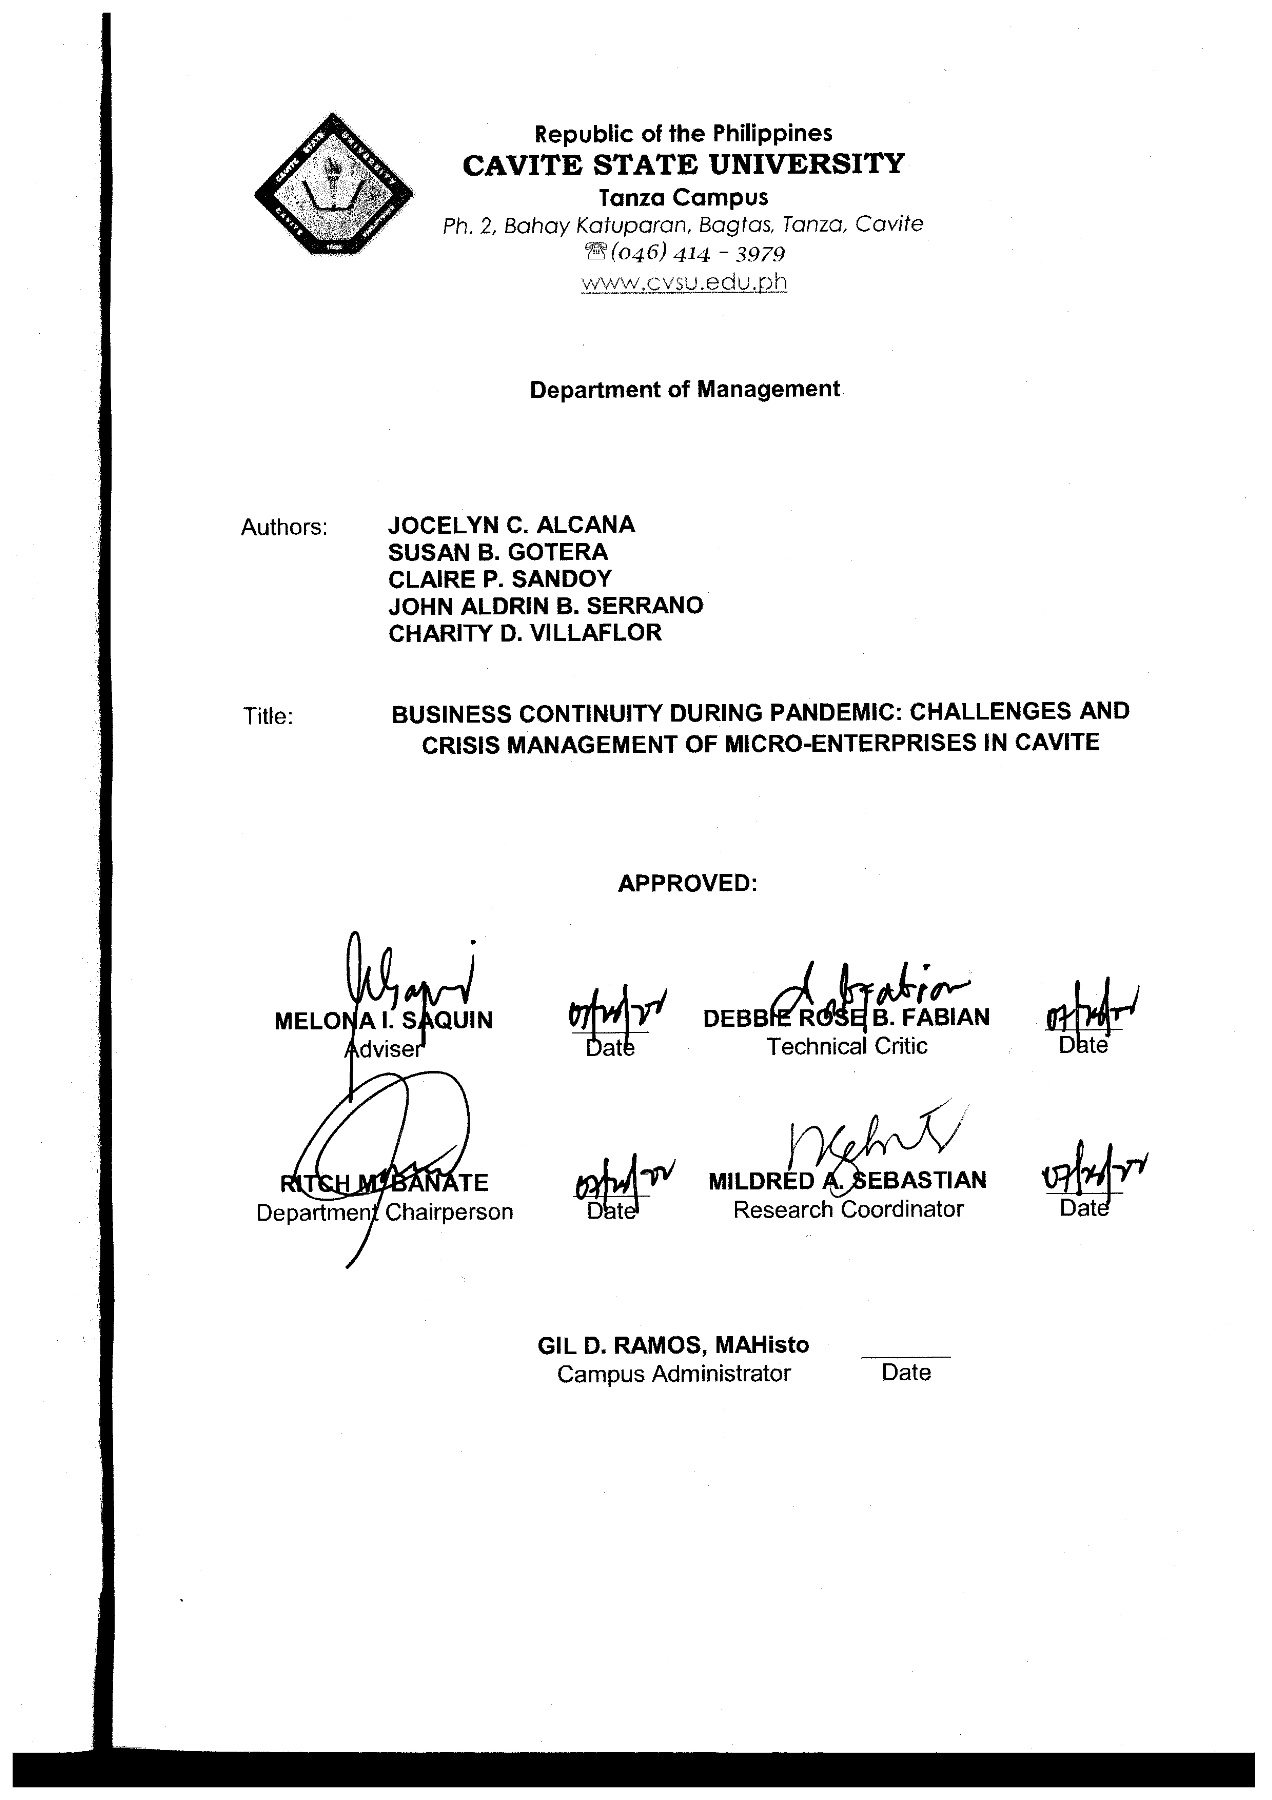 Republic of the Philippines
CAVITE STATE UNIVERSITY
Tanza Campus
Ph. 2, Bahay Katuparan, Bagtas, Tanza, Cavite
☎(046) 414 - 3979
www.cvsu.edu.ph
CAVITE STATE UNIVERSITY
CAVITE
PHILIPPINES
Department of Management
Authors: JOCELYN C. ALCANA
SUSAN B. GOTERA
CLAIRE P. SANDOY
JOHN ALDRIN B. SERRANO
CHARITY D. VILLAFLOR
Title: BUSINESS CONTINUITY DURING PANDEMIC: CHALLENGES AND
CRISIS MANAGEMENT OF MICRO-ENTERPRISES IN CAVITE
APPROVED:
MELONA I. SAQUIN DEBBIE ROSE B. FABIAN
Adviser Date Technical Critic Date
RITCH M. BANATE MILDRED A. SEBASTIAN
Department Chairperson Date Research Coordinator Date
GIL D. RAMOS, MAHisto
Campus Administrator Date